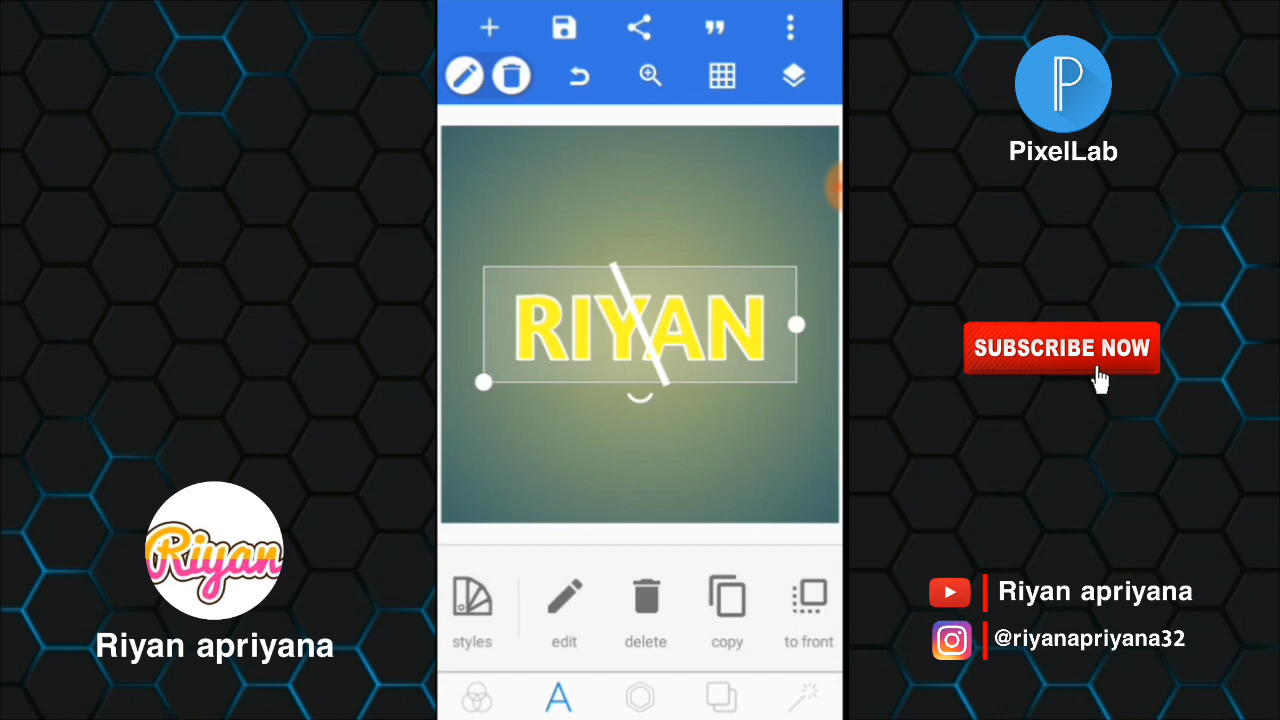 PixelLab
RIYAN
SUBSCRIBE NOW
Riyan
Riyan apriyana
Riyan apriyana
@riyanapriyana32
styles
edit
delete
copy
to front